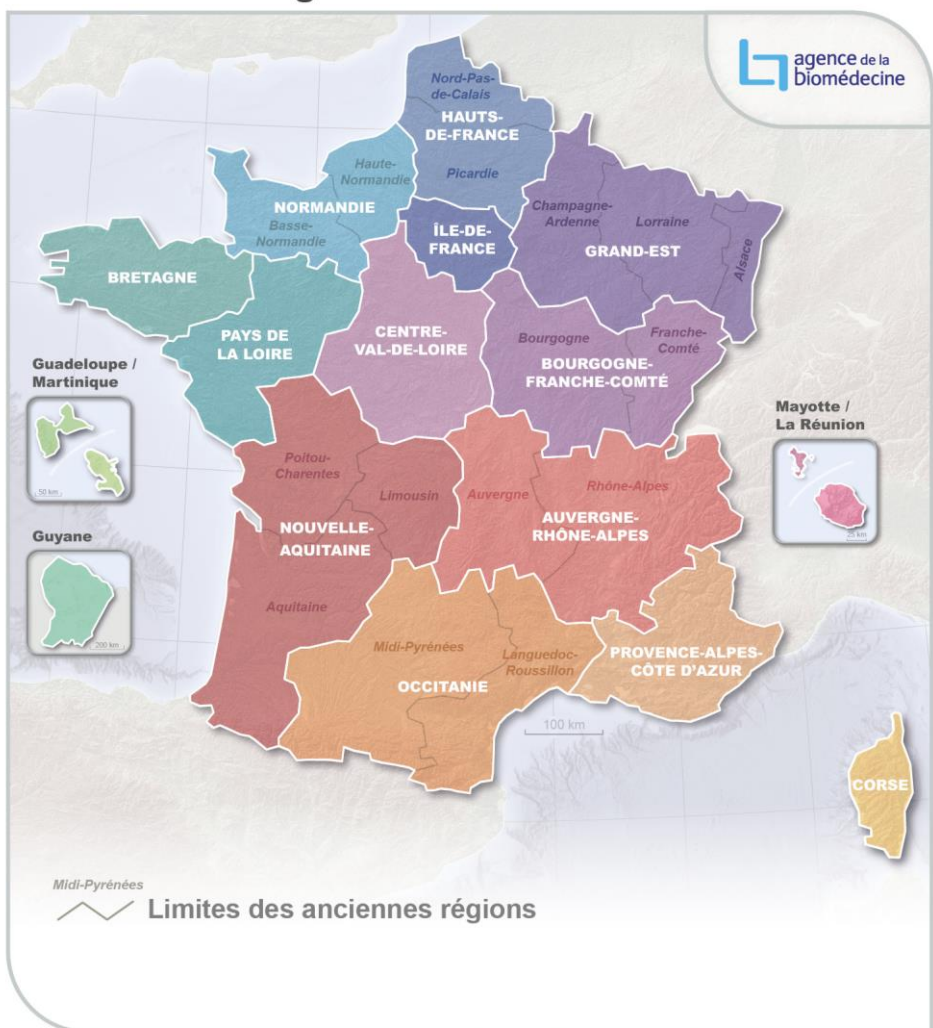 agence de la
biomédecine
Nord-Pas-
de-Calais
HAUTS-
DE-FRANCE
Picardie
Haute-
Normandie
NORMANDIE
Basse-
Normandie
ÎLE-DE-
FRANCE
Champagne-
Ardenne
Lorraine
GRAND-EST
Alsace
BRETAGNE
PAYS DE
LA LOIRE
CENTRE-
VAL-DE-LOIRE
Bourgogne
Franche-
Comté
BOURGOGNE-
FRANCHE-COMTÉ
Guadeloupe /
Martinique
50 km
Guyane
200 km
Mayotte /
La Réunion
25 km
Poitou-
Charentes
Limousin
NOUVELLE-
AQUITAINE
Aquitaine
Auvergne
Rhône-Alpes
AUVERGNE-
RHÔNE-ALPES
Midi-Pyrénées
Languedoc-
Roussillon
OCCITANIE
PROVENCE-ALPES-
CÔTE D'AZUR
100 km
CORSE
Midi-Pyrénées
Limites des anciennes régions